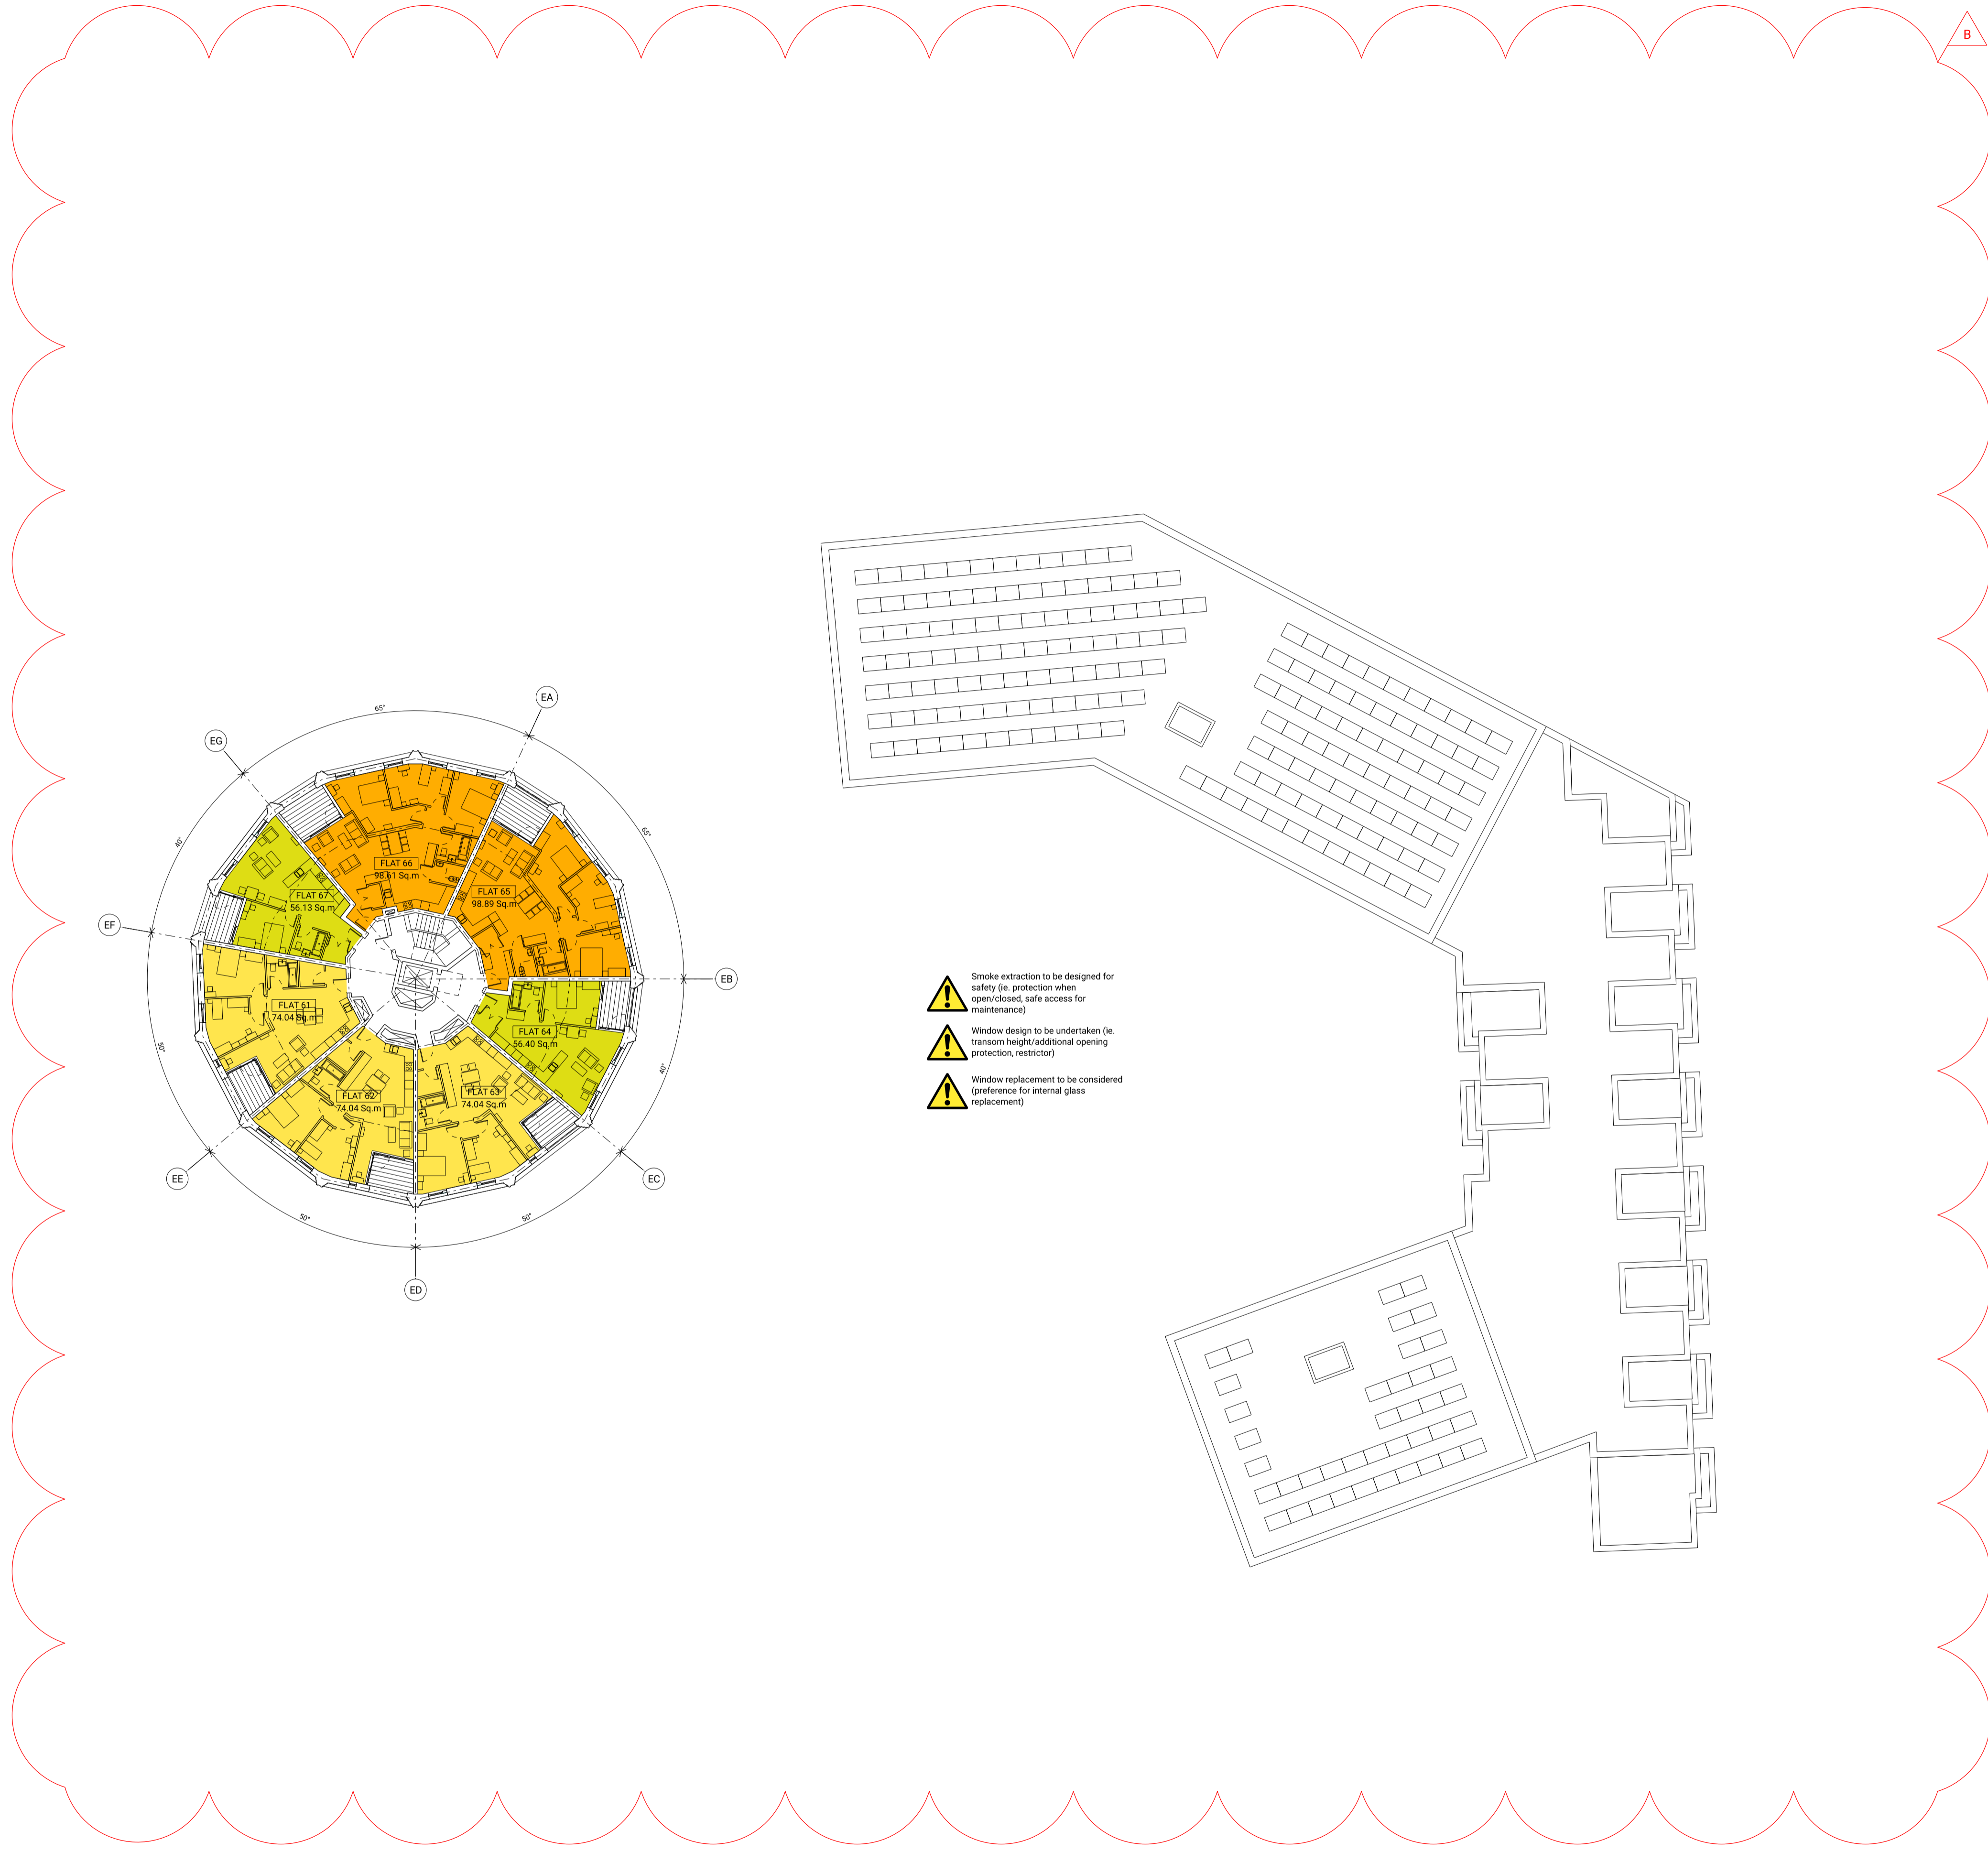 B
EA
65°
EG
65°
40°
FLAT 66
98.61 Sq.m
FLAT 65
98.89 Sq.m
FLAT 67
56.13 Sq.m
EF
EB
FLAT 61
74.04 Sq.m
FLAT 64
56.40 Sq.m
50°
40°
FLAT 62
74.04 Sq.m
FLAT 63
74.04 Sq.m
EE
EC
50°
50°
ED
Smoke extraction to be designed for
safety (ie. protection when
open/closed, safe access for
maintenance)
Window design to be undertaken (ie.
transom height/additional opening
protection, restrictor)
Window replacement to be considered
(preference for internal glass
replacement)